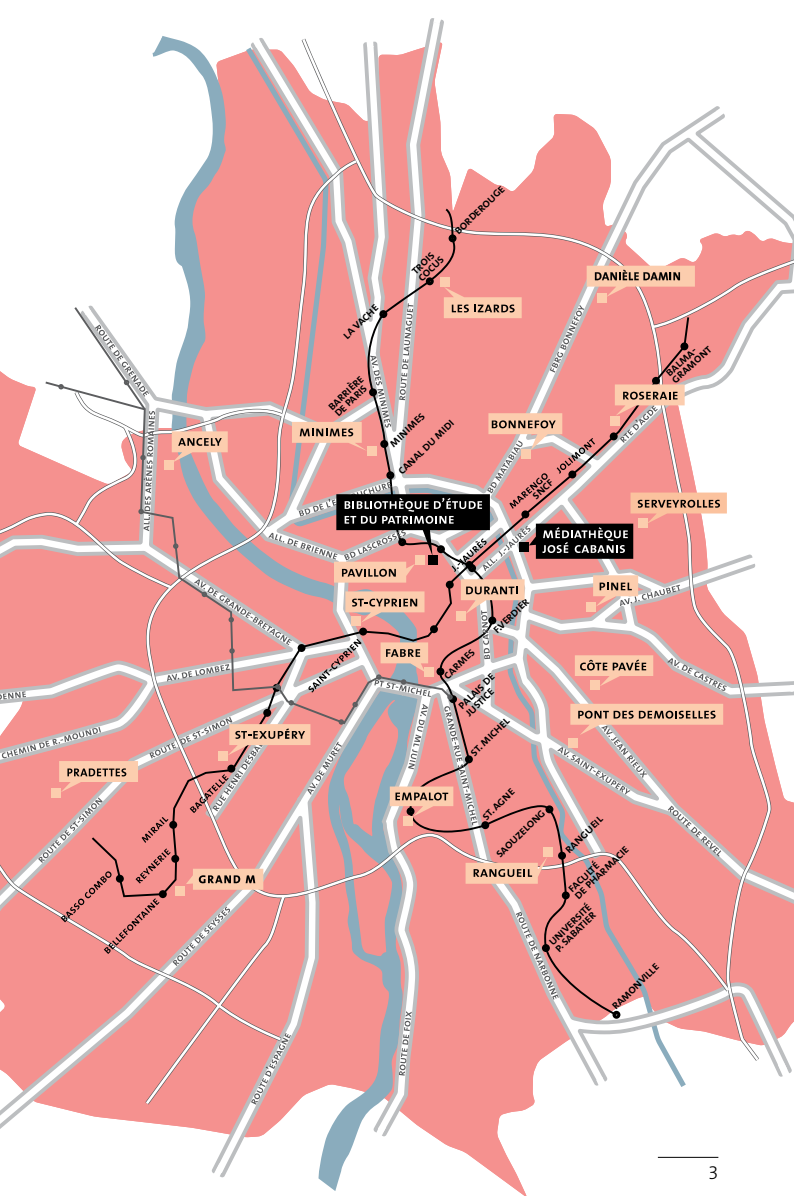 BORDEROUGE
TROIS
COCUS
LES IZARDS
DANIÈLE DAMIN
LA VACHE
ROUTE DE LAUNAGUET
FBRG BONNEFOY
ROUTE DE GRENADE
BALMA-
GRAMONT
AV. DES MINIMES
BARRIÈRE
DE PARIS
ROSERAIE
RTE D'AGDE
ALL. DES ARÈNES ROMAINES
ANCELY
MINIMES
MINIMES
CANAL DU MIDI
BONNEFOY
BD MATABIAU
JOLIMONT
MARENGO
SNCF
SERVEYROLLES
BIBLIOTHÈQUE D'ÉTUDE
ET DU PATRIMOINE
MÉDIATHÈQUE
JOSÉ CABANIS
ALL. DE BRIENNE
BD LASCROSSES
J.-JAURÈS
ALL. J.-JAURÈS
PAVILLON
DURANTI
PINEL
AV. J. CHAUBET
AV. DE GRANDE-BRETAGNE
ST-CYPRIEN
F.VERDIER
BD CARNOT
SAINT-CYPRIEN
FABRE
CARMES
CÔTE PAVÉE
AV. DE CASTRES
AV. DE LOMBEZ
PT ST-MICHEL
PALAIS DE
JUSTICE
CHEMIN DE R.-MOUNDI
ROUTE DE ST-SIMON
ST-EXUPÉRY
AV. DU M<sup>L</sup> JUIN
GRANDE-RUE SAINT-MICHEL
ST. MICHEL
PONT DES DEMOISELLES
AV. JEAN RIEUX
AV. SAINT-EXUPERY
PRADETTES
BAGATELLE
AV. DE MURET
EMPALOT
ST. AGNE
SAOUZELONG
ROUTE DE REVEL
ROUTE DE ST-SIMON
MIRAIL
REYNERIE
RANGUEIL
RANGUEIL
BASSO COMBO
GRAND M
FACULTÉ
DE PHARMACIE
BELLEFONTAINE
ROUTE DE SEYSSES
UNIVERSITÉ
P. SABATIER
ROUTE DE NARBONNE
RAMONVILLE
ROUTE D'ESPAGNE
ROUTE DE FOIX
3